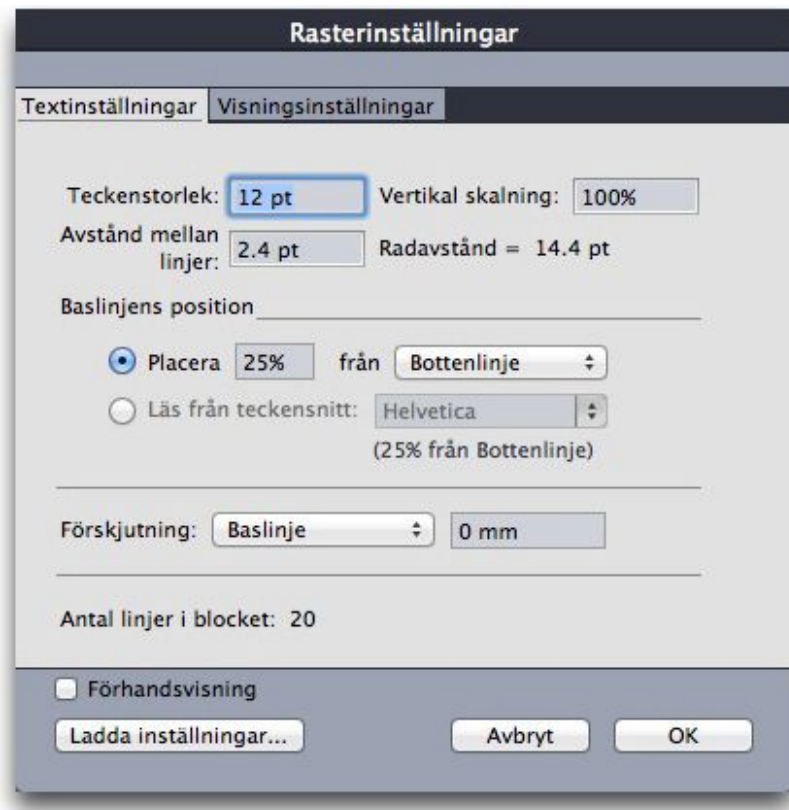 Rasterinställningar
Textinställningar Visningsinställningar
Teckenstorlek: 12 pt Vertikal skalning: 100%
Avstånd mellan
linjer: 2.4 pt Radavstånd = 14.4 pt
Baslinjens position
Placera 25% från Bottenlinje
Läs från teckensnitt: Helvetica
(25% från Bottenlinje)
Förskjutning: Baslinje 0 mm
Antal linjer i blocket: 20
Förhandsvisning
Ladda inställningar... Avbryt OK